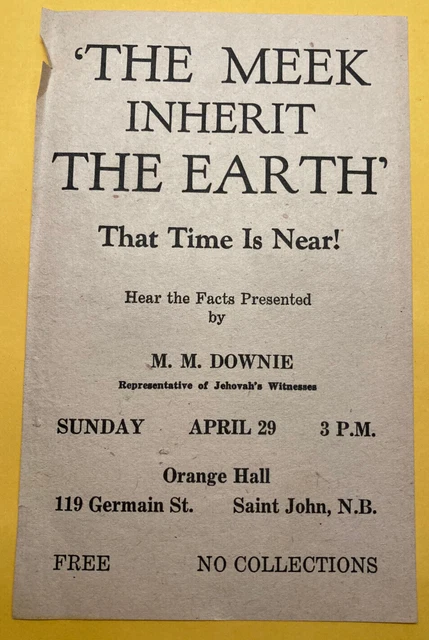 ‘THE MEEK
INHERIT
THE EARTH’
That Time Is Near!
Hear the Facts Presented
by
M. M. DOWNIE
Representative of Jehovah's Witnesses
SUNDAY APRIL 29 3 P.M.
Orange Hall
119 Germain St. Saint John, N.B.
FREE NO COLLECTIONS